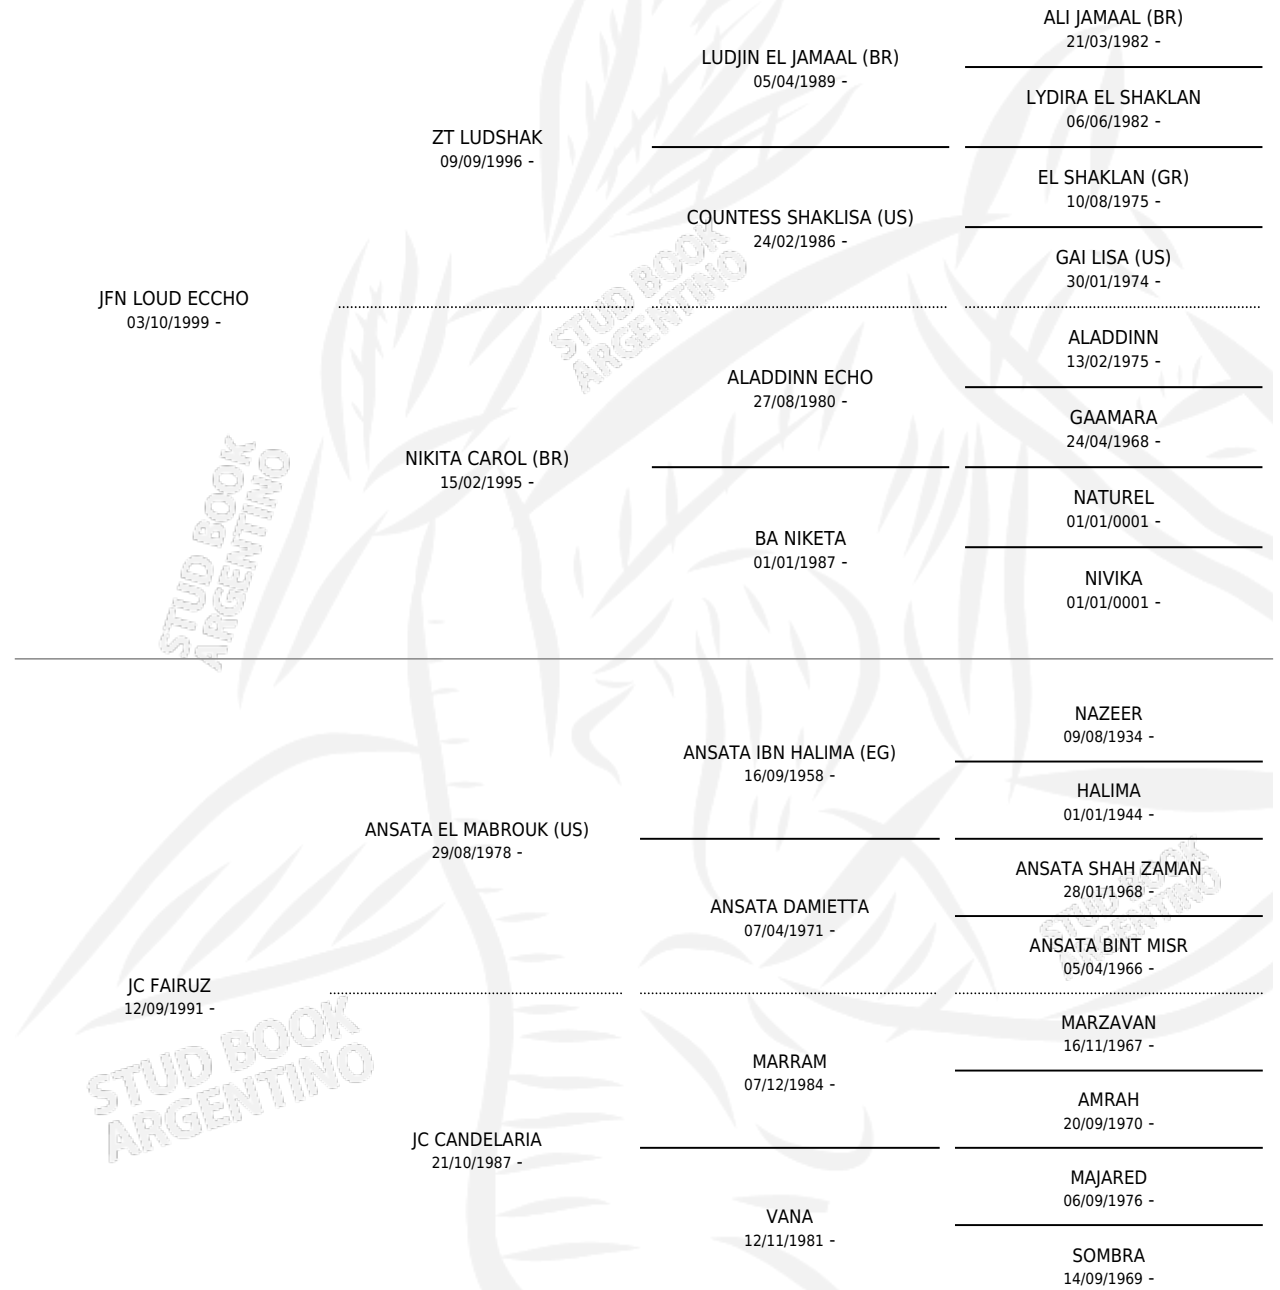 ALI JAMAAL (BR)
21/03/1982 -
LUDJIN EL JAMAAL (BR)
05/04/1989 -
LYDIRA EL SHAKLAN
06/06/1982 -
ZT LUDSHAK
09/09/1996 -
EL SHAKLAN (GR)
10/08/1975 -
COUNTESS SHAKLISA (US)
24/02/1986 -
GAI LISA (US)
30/01/1974 -
JFN LOUD ECCHO
03/10/1999 -
ALADDINN
13/02/1975 -
ALADDINN ECHO
27/08/1980 -
GAAMARA
24/04/1968 -
NIKITA CAROL (BR)
15/02/1995 -
NATUREL
01/01/0001 -
BA NIKETA
01/01/1987 -
NIVIKA
01/01/0001 -
NAZEER
09/08/1934 -
ANSATA IBN HALIMA (EG)
16/09/1958 -
HALIMA
01/01/1944 -
ANSATA EL MABROUK (US)
29/08/1978 -
ANSATA SHAH ZAMAN
28/01/1968 -
ANSATA DAMIETTA
07/04/1971 -
ANSATA BINT MISR
05/04/1966 -
JC FAIRUZ
12/09/1991 -
MARZAVAN
16/11/1967 -
MARRAM
07/12/1984 -
AMRAH
20/09/1970 -
JC CANDELARIA
21/10/1987 -
MAJARED
06/09/1976 -
VANA
12/11/1981 -
SOMBRA
14/09/1969 -
STUD BOOK
ARGENTINO
STUD BOOK
ARGENTINO
STUD BOOK
ARGENTINO
STUD BOOK
ARGENTINO